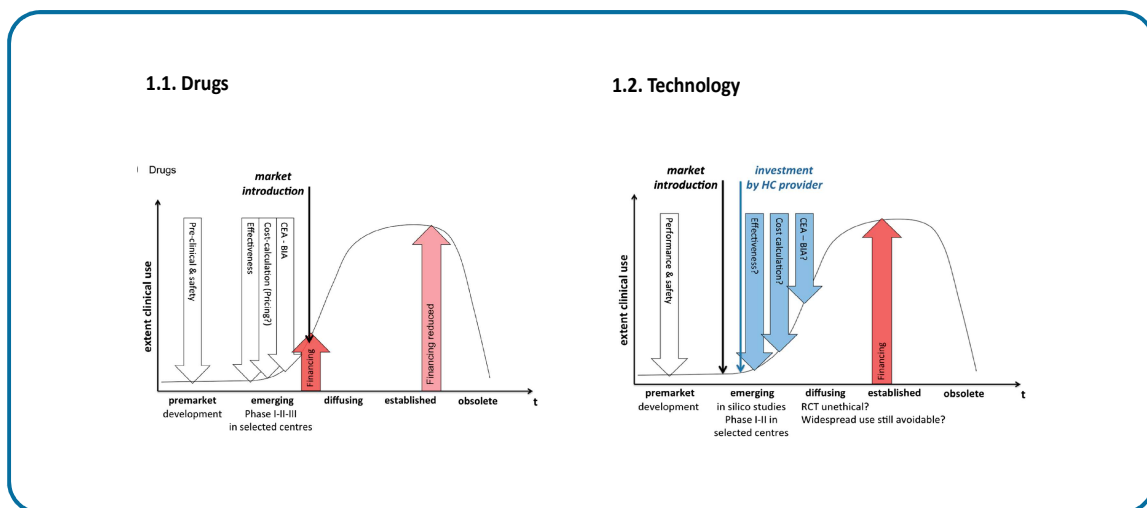 1.1. Drugs
Drugs
market
introduction
extent clinical use
Pre-clinical & safety
Effectiveness
Cost-calculation (Pricing?)
CEA - BIA
Financing
Financing reduced
premarket
development
emerging
Phase I-II-III
in selected centres
diffusing
established
obsolete
t
1.2. Technology
market
introduction
investment
by HC provider
extent clinical use
Performance & safety
Effectiveness?
Cost calculation?
CEA – BIA?
Financing
premarket
development
emerging
in silico studies
Phase I-II in
selected centres
diffusing
RCT unethical?
Widespread use still avoidable?
established
obsolete
t